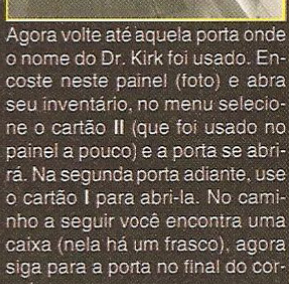 Agora volte até aquela porta onde
o nome do Dr. Kirk foi usado. En-
coste neste painel (foto) e abra
seu inventário, no menu selecio-
ne o cartão II (que foi usado no
painel a pouco) e a porta se abri-
rá. Na segunda porta adiante, use
o cartão I para abri-la. No cami-
nho a seguir você encontra uma
caixa (nela há um frasco), agora
siga para a porta no final do cor-